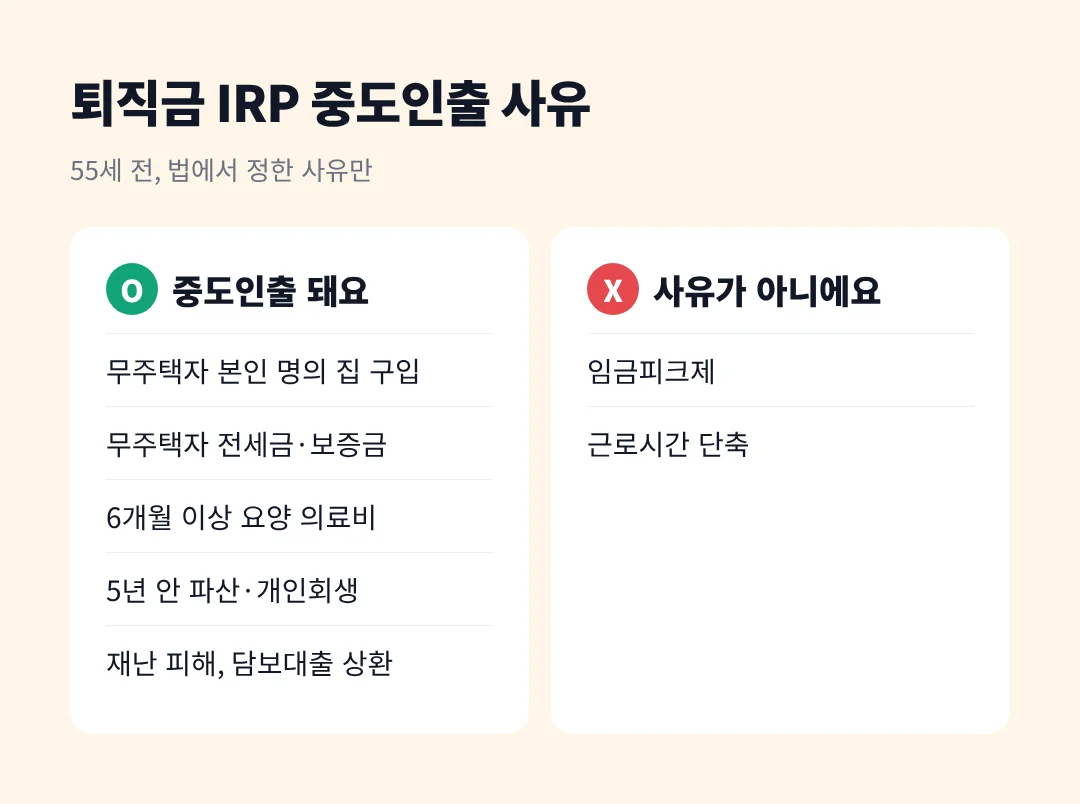 퇴직금 IRP 중도인출 사유
55세 전, 법에서 정한 사유만
O 중도인출 돼요
무주택자 본인 명의 집 구입
무주택자 전세금·보증금
6개월 이상 요양 의료비
5년 안 파산·개인회생
재난 피해, 담보대출 상환
X 사유가 아니에요
임금피크제
근로시간 단축